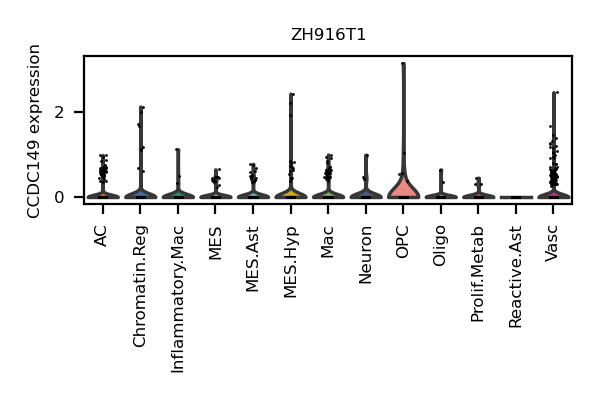 ZH916T1
CCDC149 expression
2
0
AC
Chromatin.Reg
Inflammatory.Mac
MES
MES.Ast
MES.Hyp
Mac
Neuron
OPC
Oligo
Prolif.Metab
Reactive.Ast
Vasc